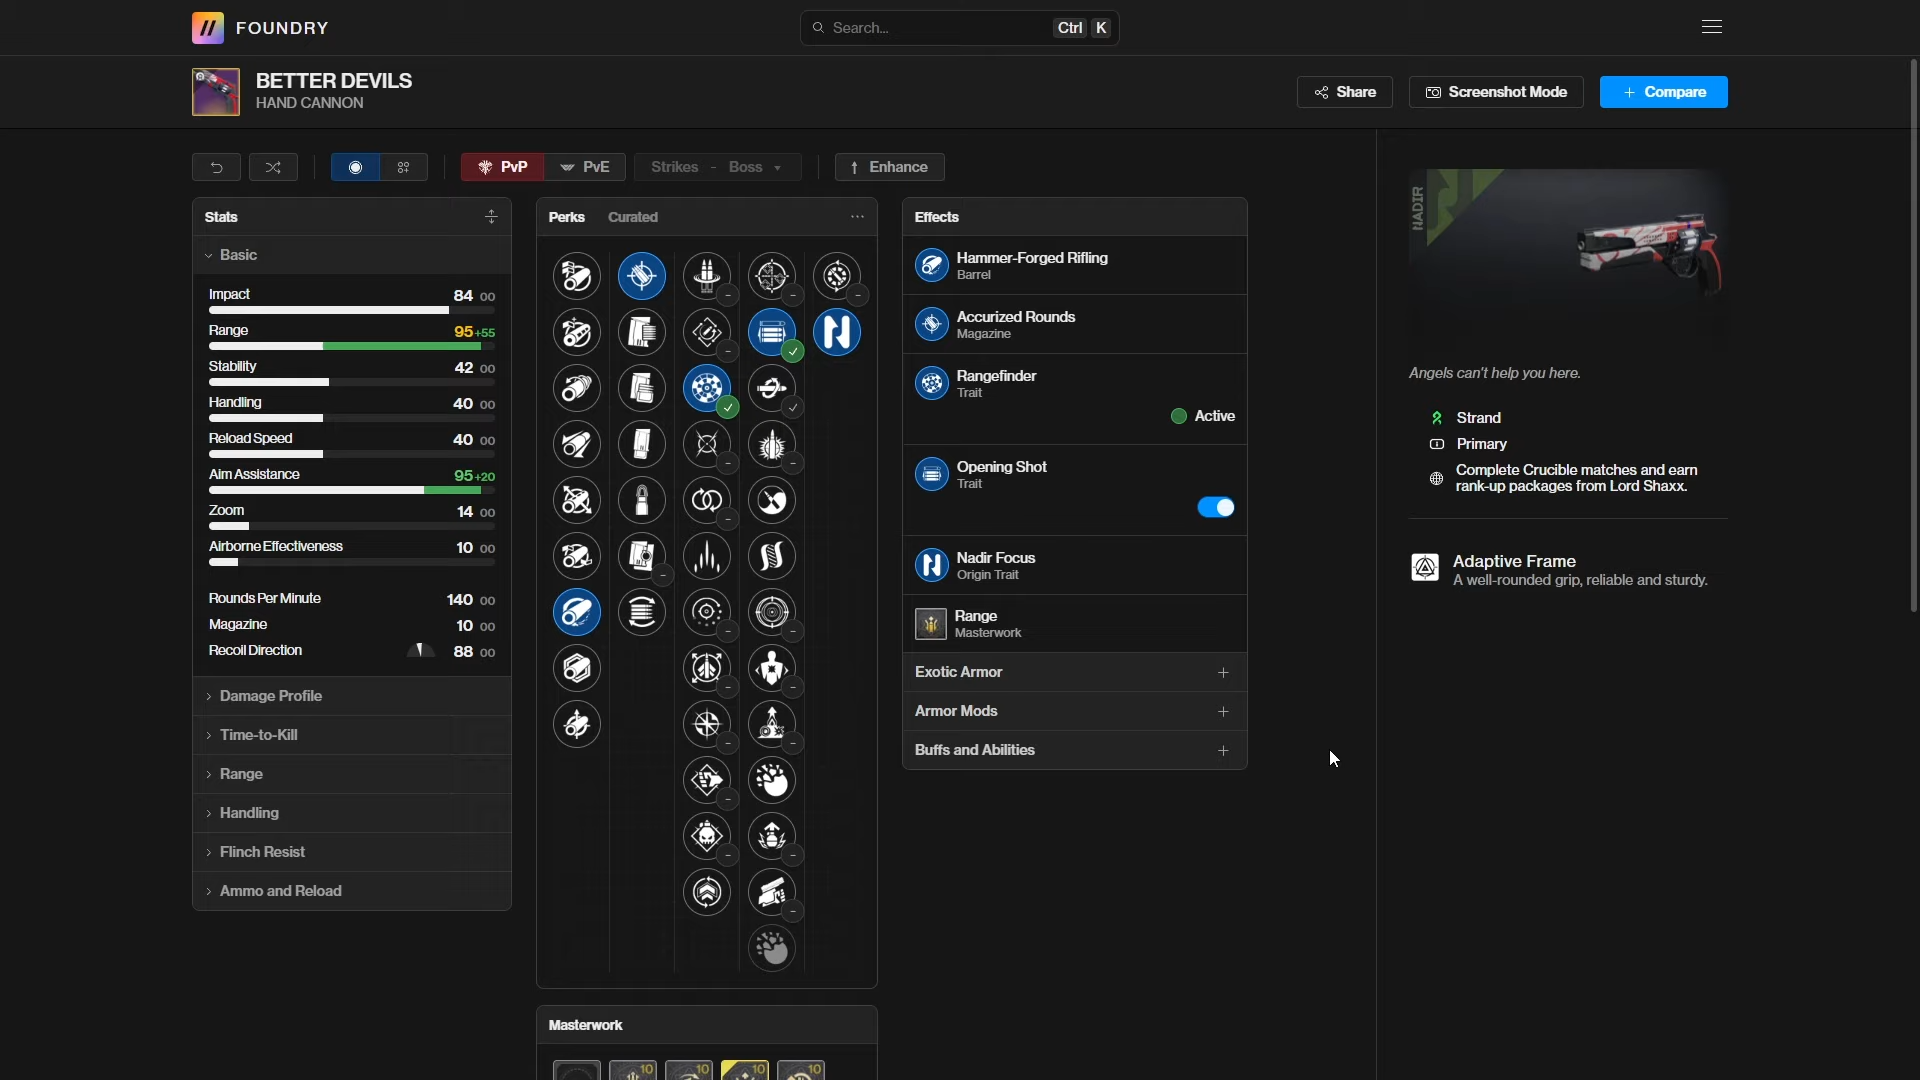 FOUNDRY
Search...
Ctrl K
BETTER DEVILS
HAND CANNON
Share
Screenshot Mode
Compare
PvP
PvE
Strikes - Boss
Enhance
Stats
Basic
Impact 84 00
Range 95 +55
Stability 42 00
Handling 40 00
Reload Speed 40 00
Aim Assistance 95 +20
Zoom 14 00
Airborne Effectiveness 10 00
Rounds Per Minute 140 00
Magazine 10 00
Recoil Direction 88 00
Damage Profile
Time-to-Kill
Range
Handling
Flinch Resist
Ammo and Reload
Perks Curated
Masterwork
10 10 10 10
Effects
Hammer-Forged Rifling
Barrel
Accurized Rounds
Magazine
Rangefinder
Trait
Active
Opening Shot
Trait
Nadir Focus
Origin Trait
Range
Masterwork
Exotic Armor
Armor Mods
Buffs and Abilities
NADIR
Angels can't help you here.
Strand
Primary
Complete Crucible matches and earn
rank-up packages from Lord Shaxx.
Adaptive Frame
A well-rounded grip, reliable and sturdy.